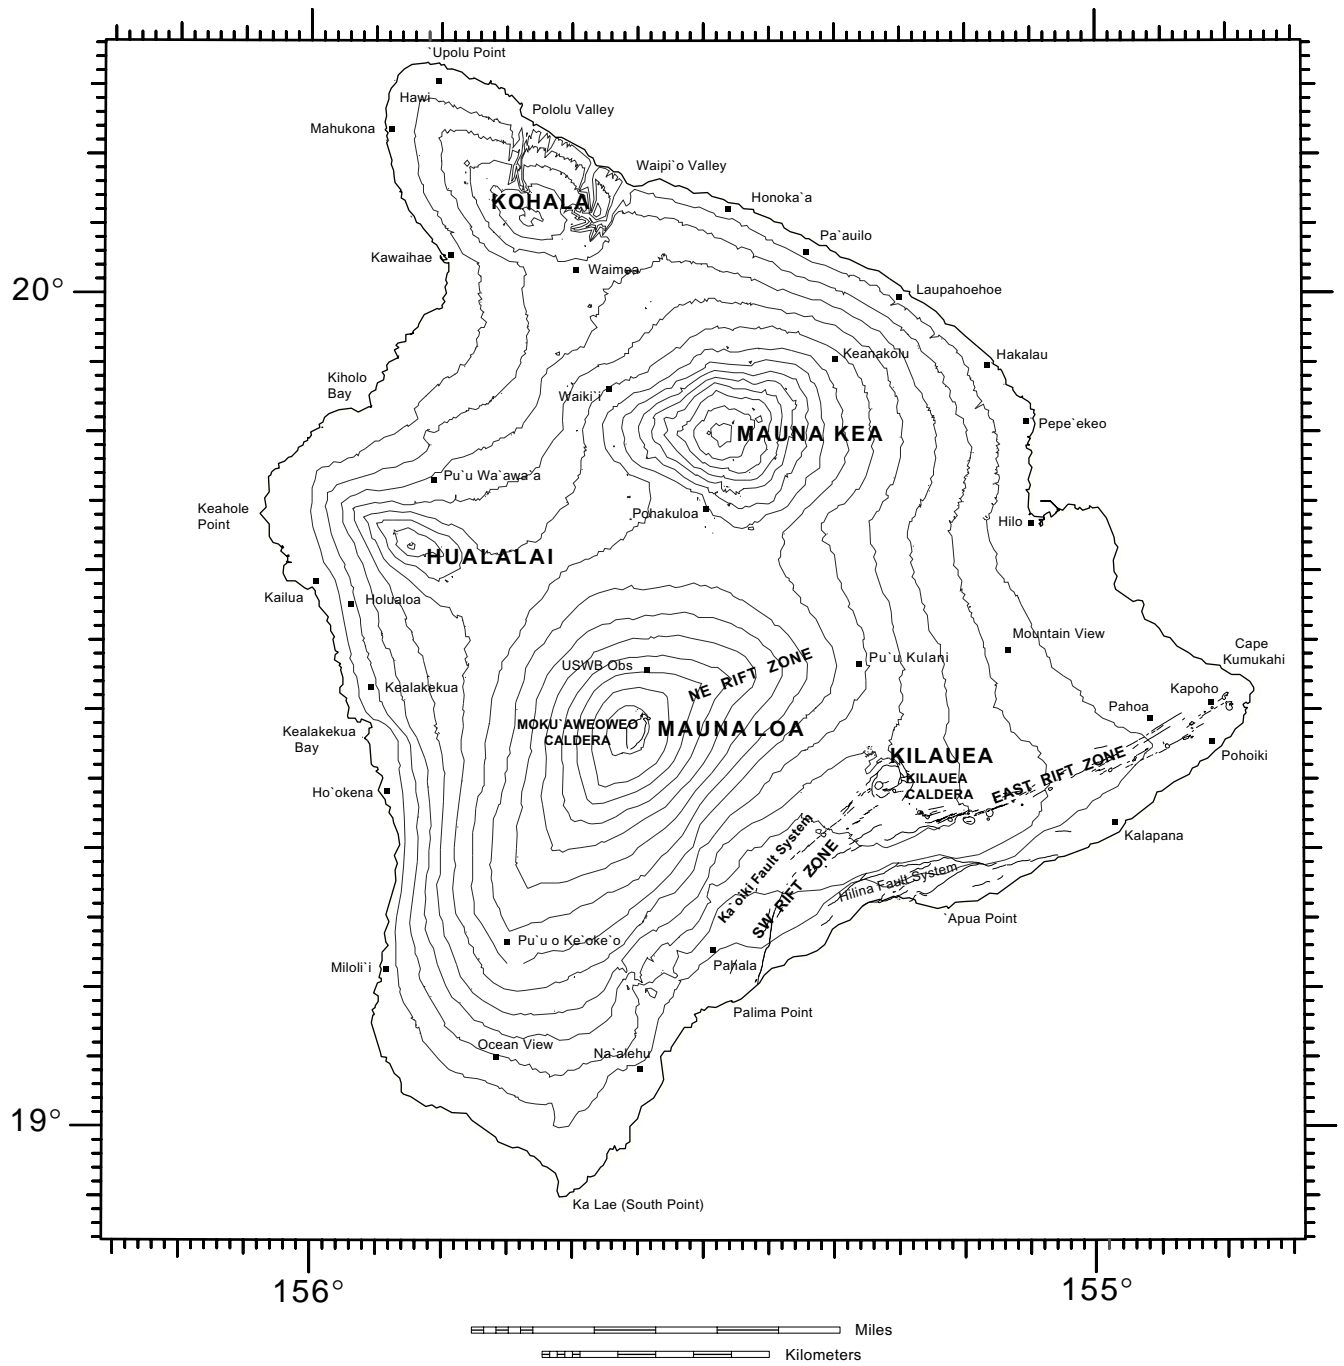 `Upolu Point
Hawi
Pololu Valley
Mahukona
Waipi`o Valley
KOHALA
Honoka`a
Pa`auilo
Kawaihae
Waimea
20°
Laupahoehoe
Keanakolu
Hakalau
Kiholo
Bay
Waiki`i
Pepe`ekeo
MAUNA KEA
Pu`u Wa`awa`a
Keahole
Point
Pohakuloa
Hilo
HUALALAI
Kailua
Holualoa
Mountain View
Cape
Kumukahi
USWB Obs
NE RIFT ZONE
Pu`u Kulani
Kealakekua
Kapoho
Pahoa
MOKU`AWEOWEO
CALDERA
MAUNA LOA
Kealakekua
Bay
KILAUEA
Pohoiki
KILAUEA
CALDERA
EAST RIFT ZONE
Ho`okena
Kalapana
Ka`oiki Fault System
SW RIFT ZONE
Hilina Fault System
`Apua Point
Pu`u o Ke`oke`o
Miloli`i
Pahala
Palima Point
Ocean View
Na`alehu
19°
Ka Lae (South Point)
156°
155°
Miles
Kilometers